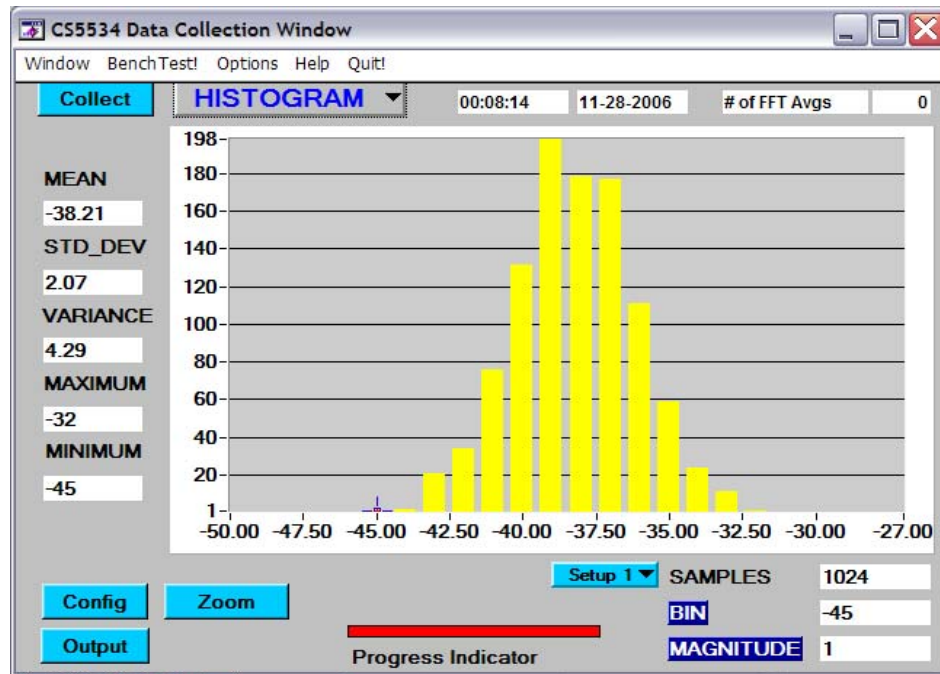 CS5534 Data Collection Window
Window BenchTest! Options Help Quit!
Collect
HISTOGRAM
00:08:14
11-28-2006
# of FFT Avgs
0
MEAN
-38.21
STD_DEV
2.07
VARIANCE
4.29
MAXIMUM
-32
MINIMUM
-45
198
180
160
140
120
100
80
60
40
20
1
-50.00 -47.50 -45.00 -42.50 -40.00 -37.50 -35.00 -32.50 -30.00 -27.00
Config
Zoom
Output
Progress Indicator
Setup 1
SAMPLES 1024
BIN -45
MAGNITUDE 1